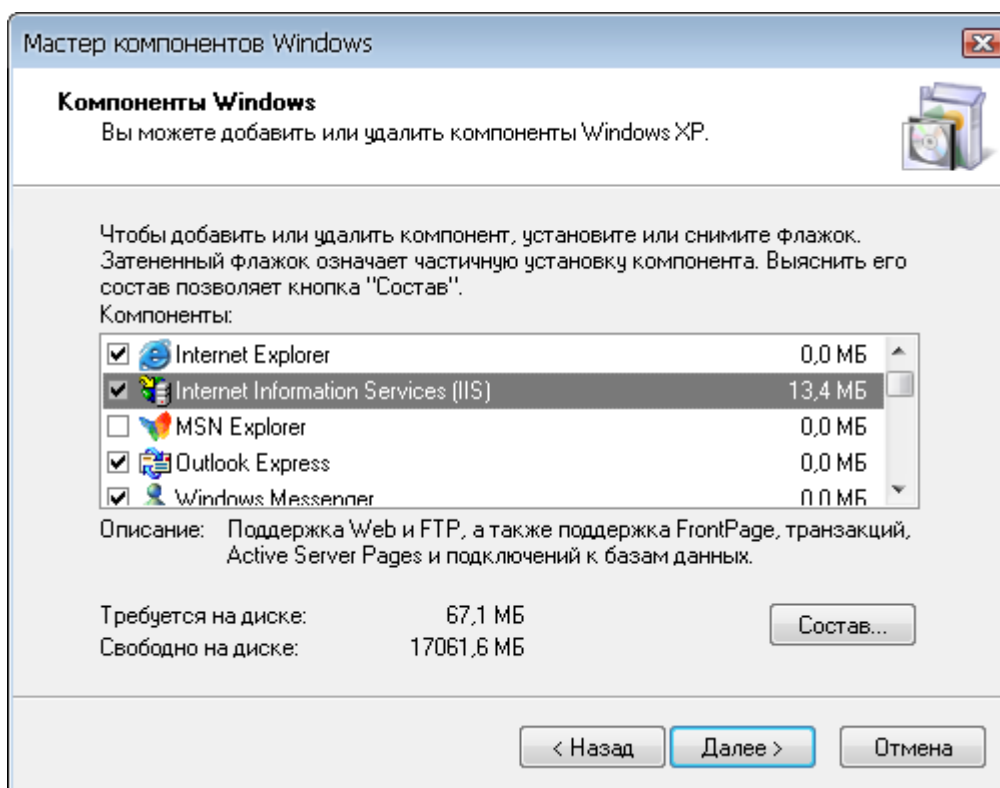 Мастер компонентов Windows
Компоненты Windows
Вы можете добавить или удалить компоненты Windows XP.
Чтобы добавить или удалить компонент, установите или снимите флажок.
Затененный флажок означает частичную установку компонента. Выяснить его
состав позволяет кнопка "Состав".
Компоненты:
Internet Explorer 0,0 МБ
Internet Information Services (IIS) 13,4 МБ
MSN Explorer 0,0 МБ
Outlook Express 0,0 МБ
Windows Messenger 0,0 МБ
Описание: Поддержка Web и FTP, а также поддержка FrontPage, транзакций,
Active Server Pages и подключений к базам данных.
Требуется на диске: 67,1 МБ
Свободно на диске: 17061,6 МБ
Состав...
< Назад Далее > Отмена